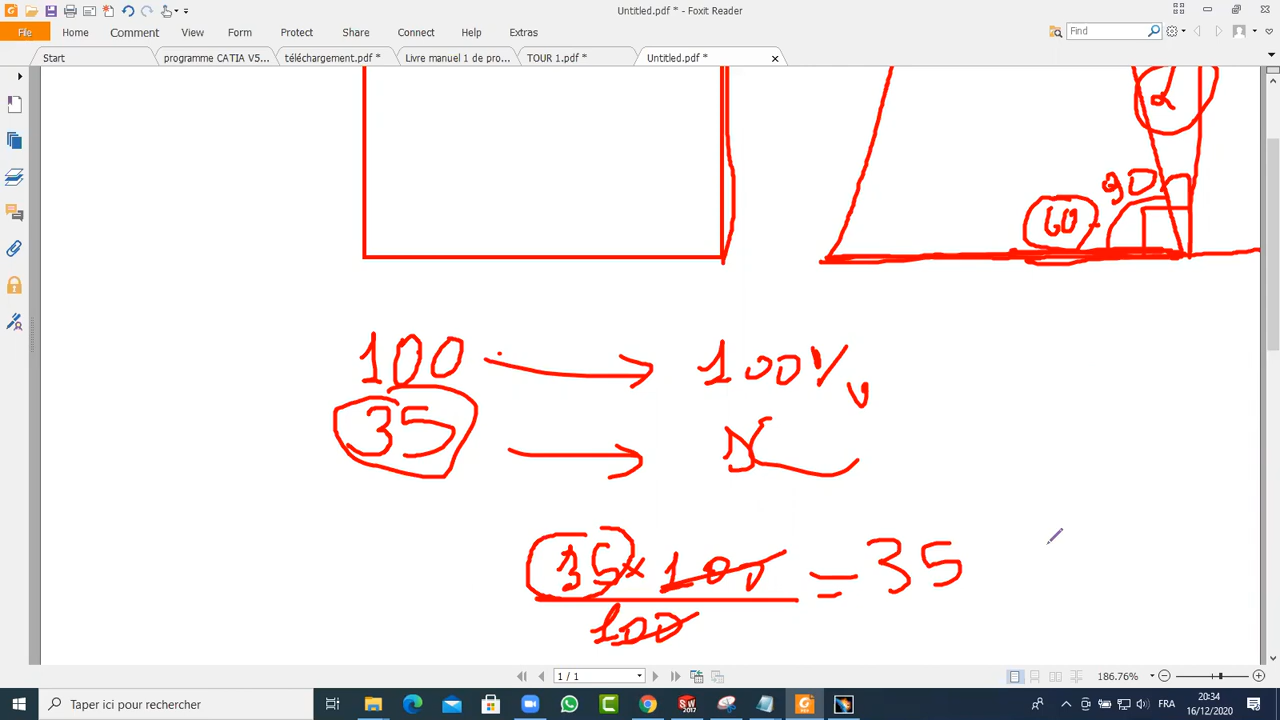 Untitled.pdf * - Foxit Reader
File Home Comment View Form Protect Share Connect Help Extras
Find
Start programme CATIA V5... téléchargement.pdf * Livre manuel 1 de pro... TOUR 1.pdf * Untitled.pdf *
α
90
60
100 → 100%
35 → x
35 × 100 = 35
100
1 / 1
186.76%
Taper ici pour rechercher
SW
2017
FRA
20:34
16/12/2020